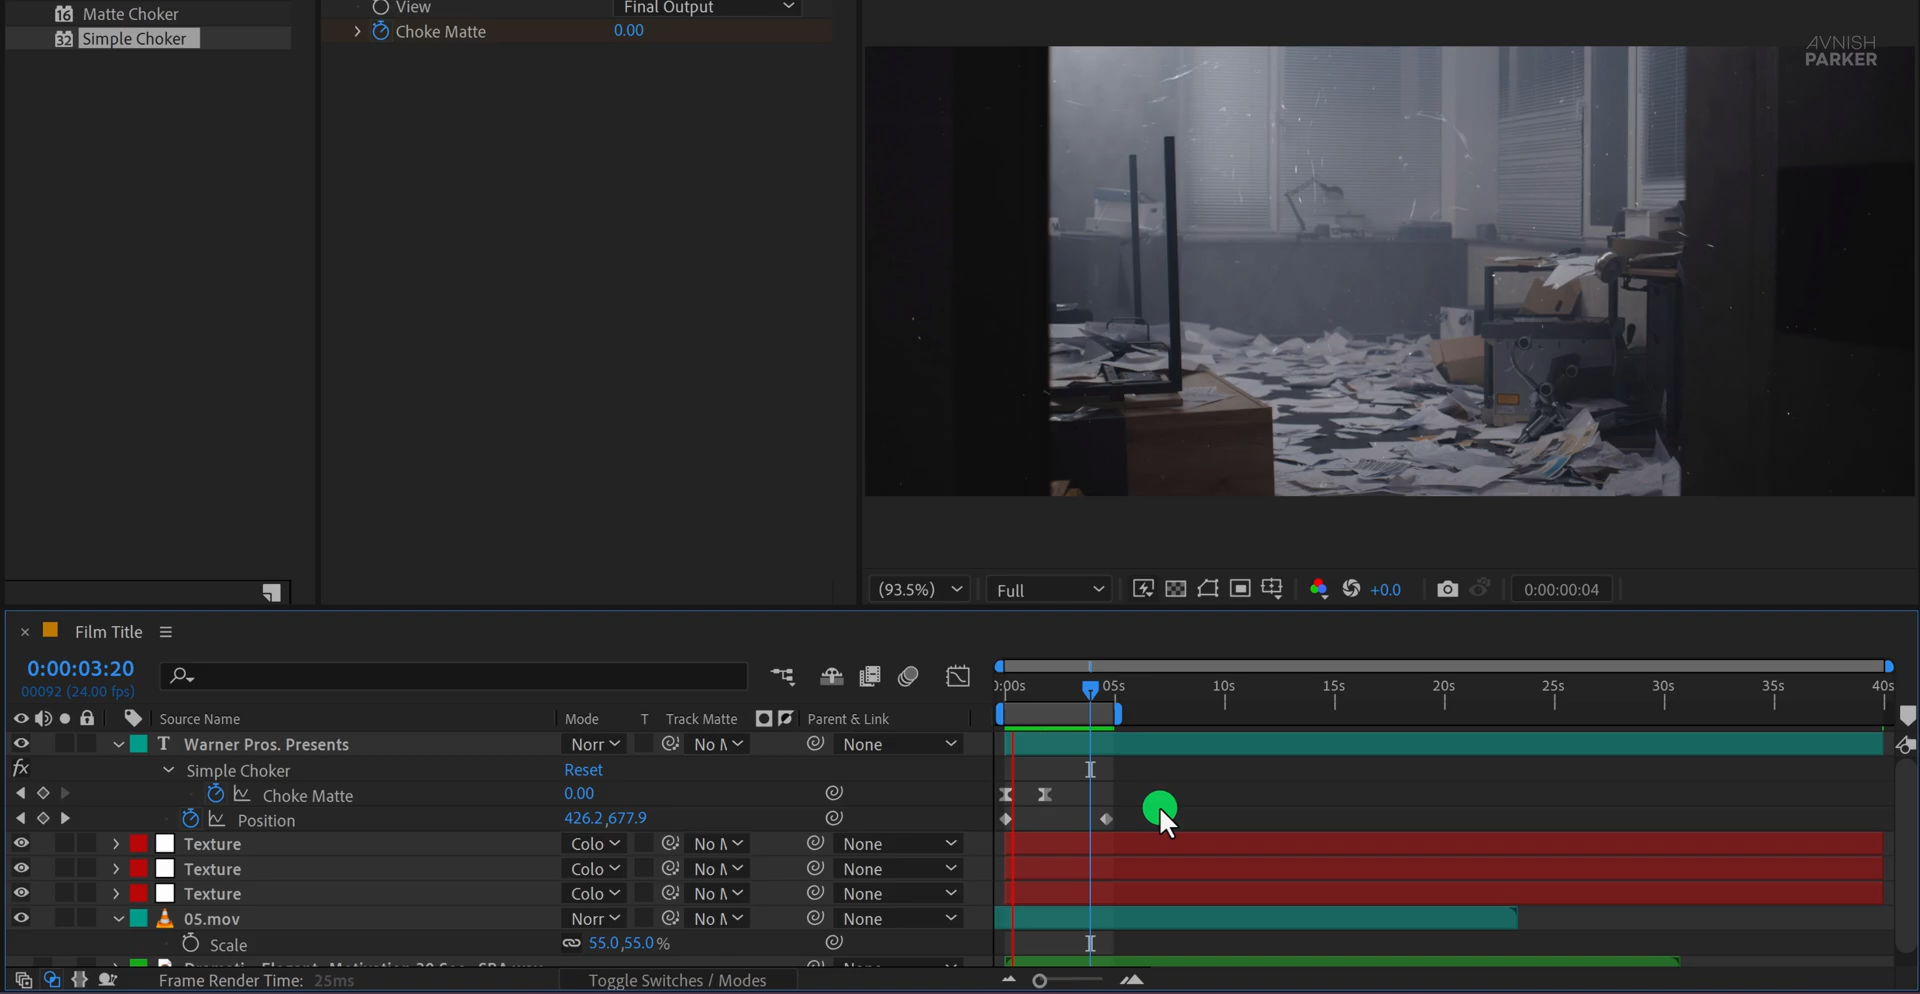 16 Matte Choker
32 Simple Choker
View Final Output
Choke Matte 0.00
AVNISH
PARKER
(93.5%) Full +0.0 0:00:00:04
Film Title
0:00:03:20
00092 (24.00 fps)
0:00s 05s 10s 15s 20s 25s 30s 35s 40s
Source Name Mode T Track Matte Parent & Link
T Warner Pros. Presents Norr No M None
fx Simple Choker Reset
Choke Matte 0.00
Position 426.2,677.9
Texture Colo No M None
Texture Colo No M None
Texture Colo No M None
05.mov Norr No M None
Scale 55.0,55.0%
Frame Render Time: 25ms Toggle Switches / Modes